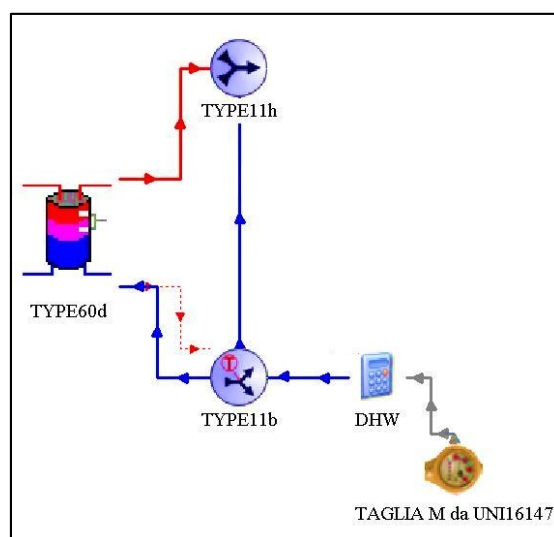 TYPE11h
TYPE60d
T
TYPE11b
DHW
TAGLIA M da UNI16147